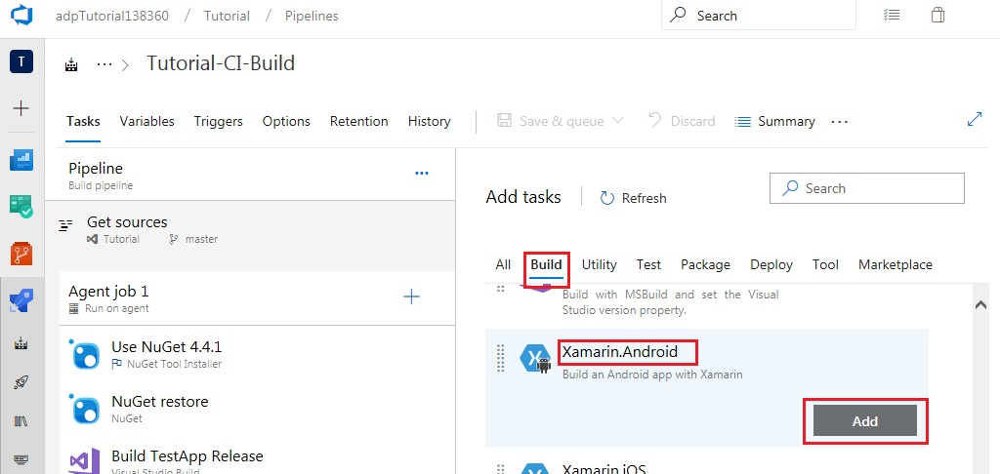 adpTutorial138360 / Tutorial / Pipelines
Search
T
... > Tutorial-CI-Build
Tasks Variables Triggers Options Retention History
Save & queue Discard Summary ...
Pipeline
Build pipeline
...
Get sources
Tutorial master
Agent job 1
Run on agent
Use NuGet 4.4.1
NuGet Tool Installer
NuGet restore
NuGet
Build TestApp Release
Visual Studio Build
Add tasks Refresh
Search
All Build Utility Test Package Deploy Tool Marketplace
Build with MSBuild and set the Visual
Studio version property.
Xamarin.Android
Build an Android app with Xamarin
Add
Xamarin.iOS